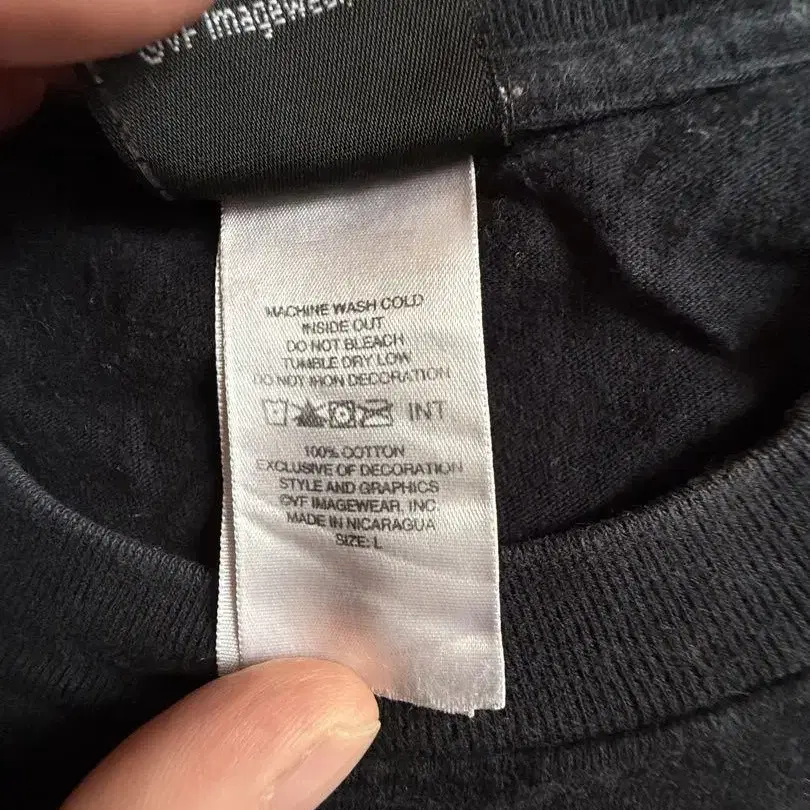 ©VF Imagewear,
MACHINE WASH COLD
INSIDE OUT
DO NOT BLEACH
TUMBLE DRY LOW
DO NOT IRON DECORATION
INT
100% COTTON
EXCLUSIVE OF DECORATION
STYLE AND GRAPHICS
©VF IMAGEWEAR, INC.
MADE IN NICARAGUA
SIZE: L